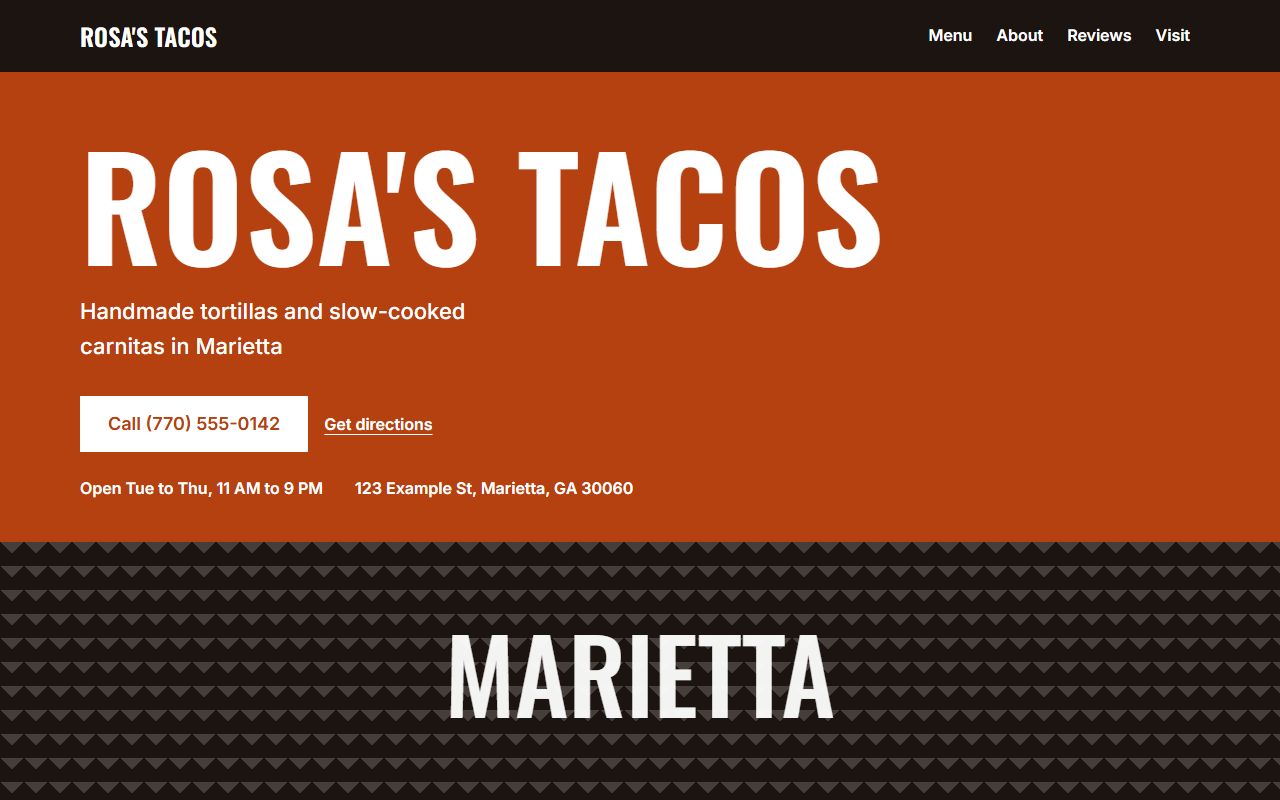 ROSA'S TACOS
Menu About Reviews Visit
ROSA'S TACOS
Handmade tortillas and slow-cooked
carnitas in Marietta
Call (770) 555-0142
Get directions
Open Tue to Thu, 11 AM to 9 PM
123 Example St, Marietta, GA 30060
MARIETTA